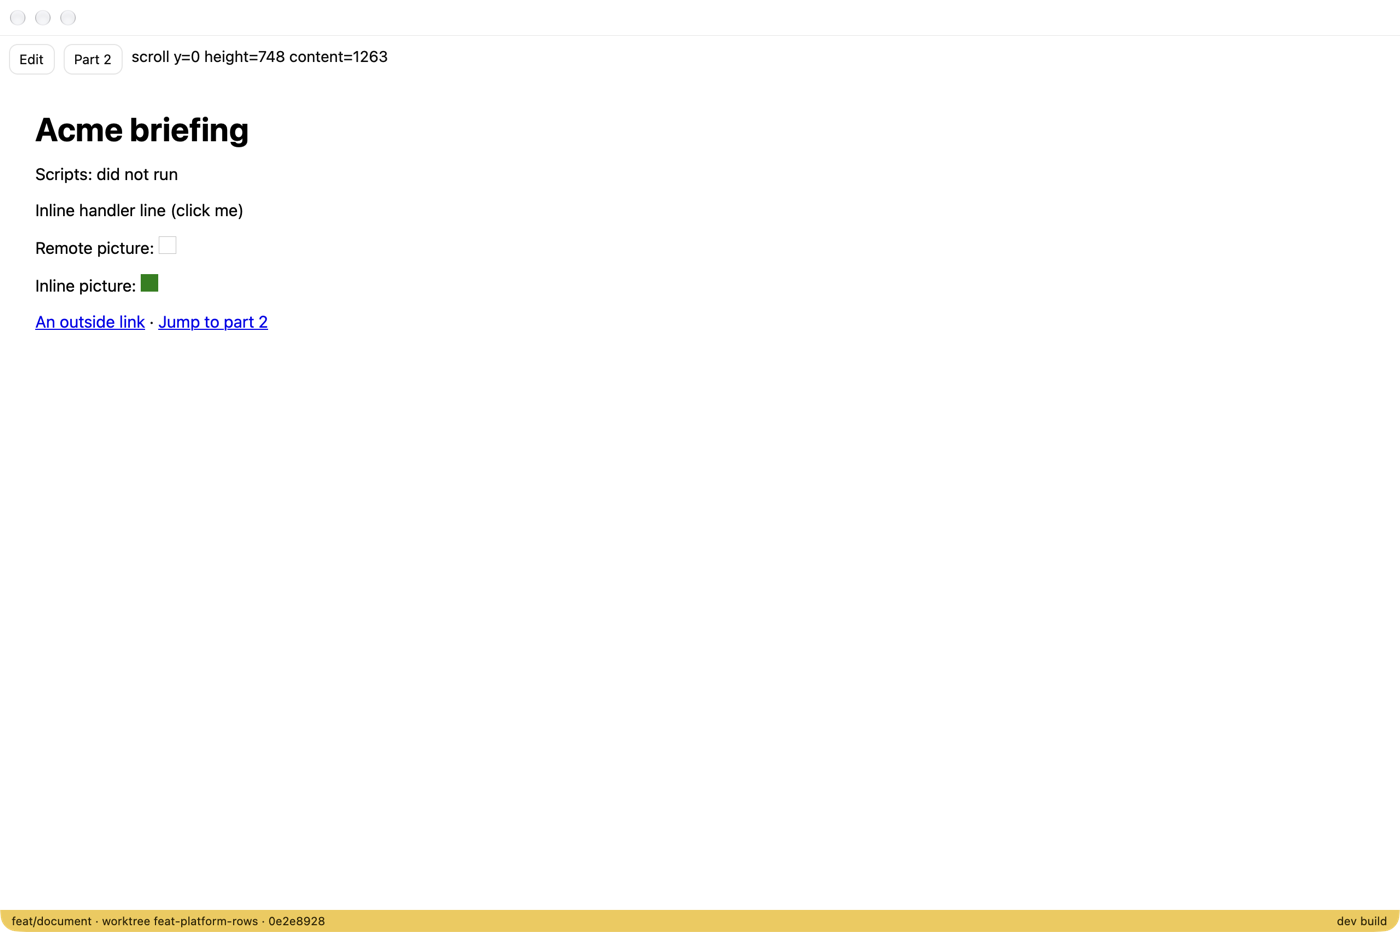 Edit
Part 2
scroll y=0 height=748 content=1263
Acme briefing
Scripts: did not run
Inline handler line (click me)
Remote picture:
Inline picture:
An outside link · Jump to part 2
feat/document · worktree feat-platform-rows · 0e2e8928
dev build